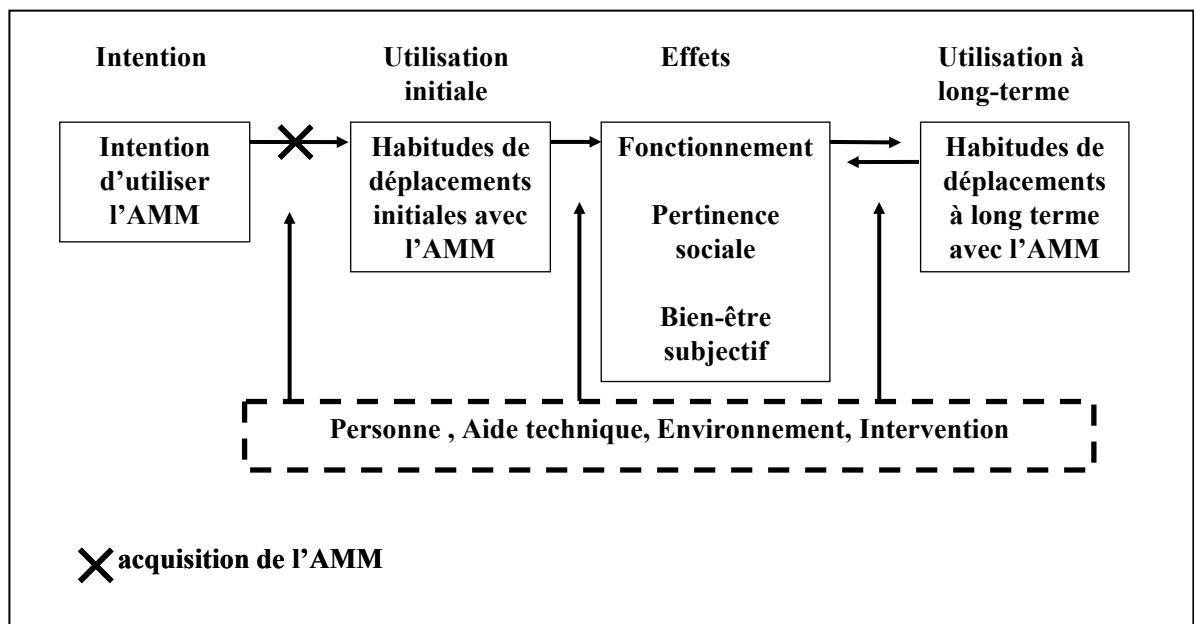 Intention
Utilisation
initiale
Effets
Utilisation à
long-terme
Intention
d’utiliser
l’AMM
Habitudes de
déplacements
initiales avec
l’AMM
Fonctionnement
Pertinence
sociale
Bien-être
subjectif
Habitudes de
déplacements
à long terme
avec l’AMM
Personne , Aide technique, Environnement, Intervention
acquisition de l’AMM